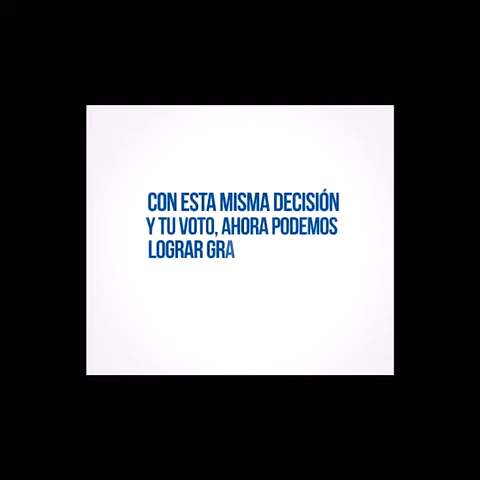 CON ESTA MISMA DECISIÓN
Y TU VOTO, AHORA PODEMOS
LOGRAR GRA